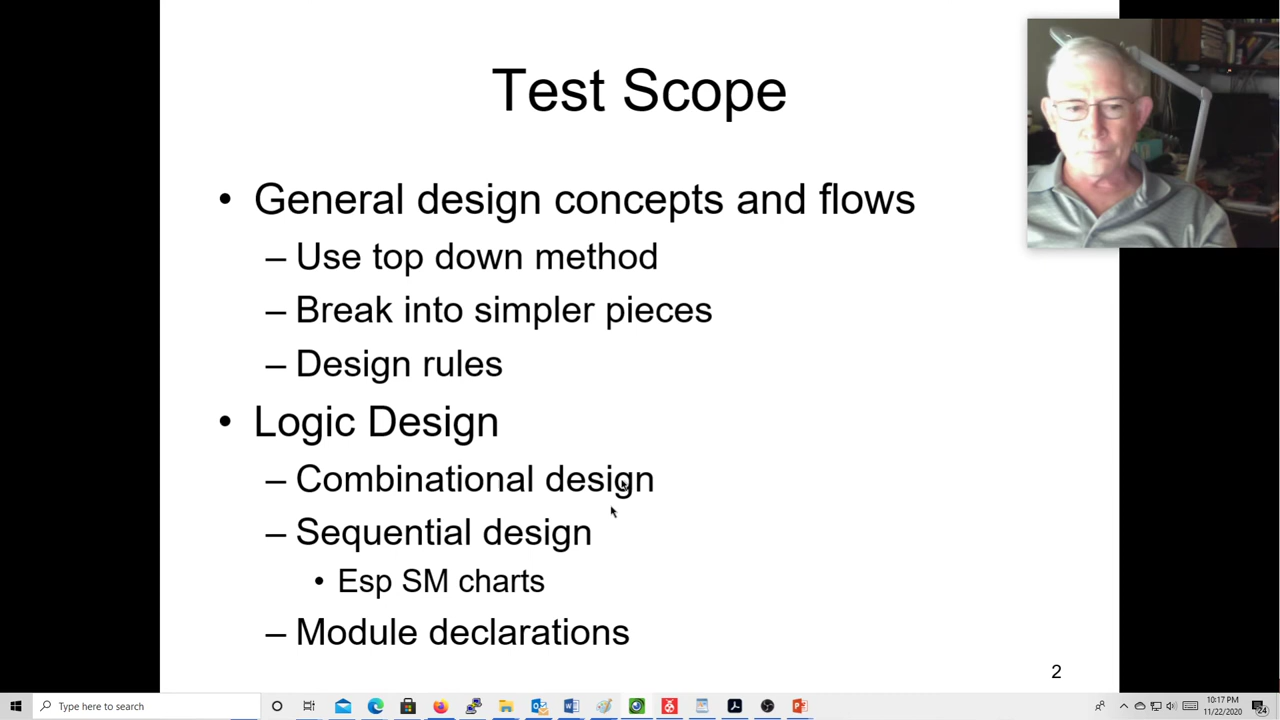 Test Scope
• General design concepts and flows
– Use top down method
– Break into simpler pieces
– Design rules
• Logic Design
– Combinational design
– Sequential design
• Esp SM charts
– Module declarations
2
Type here to search
10:17 PM
11/22/2020
24